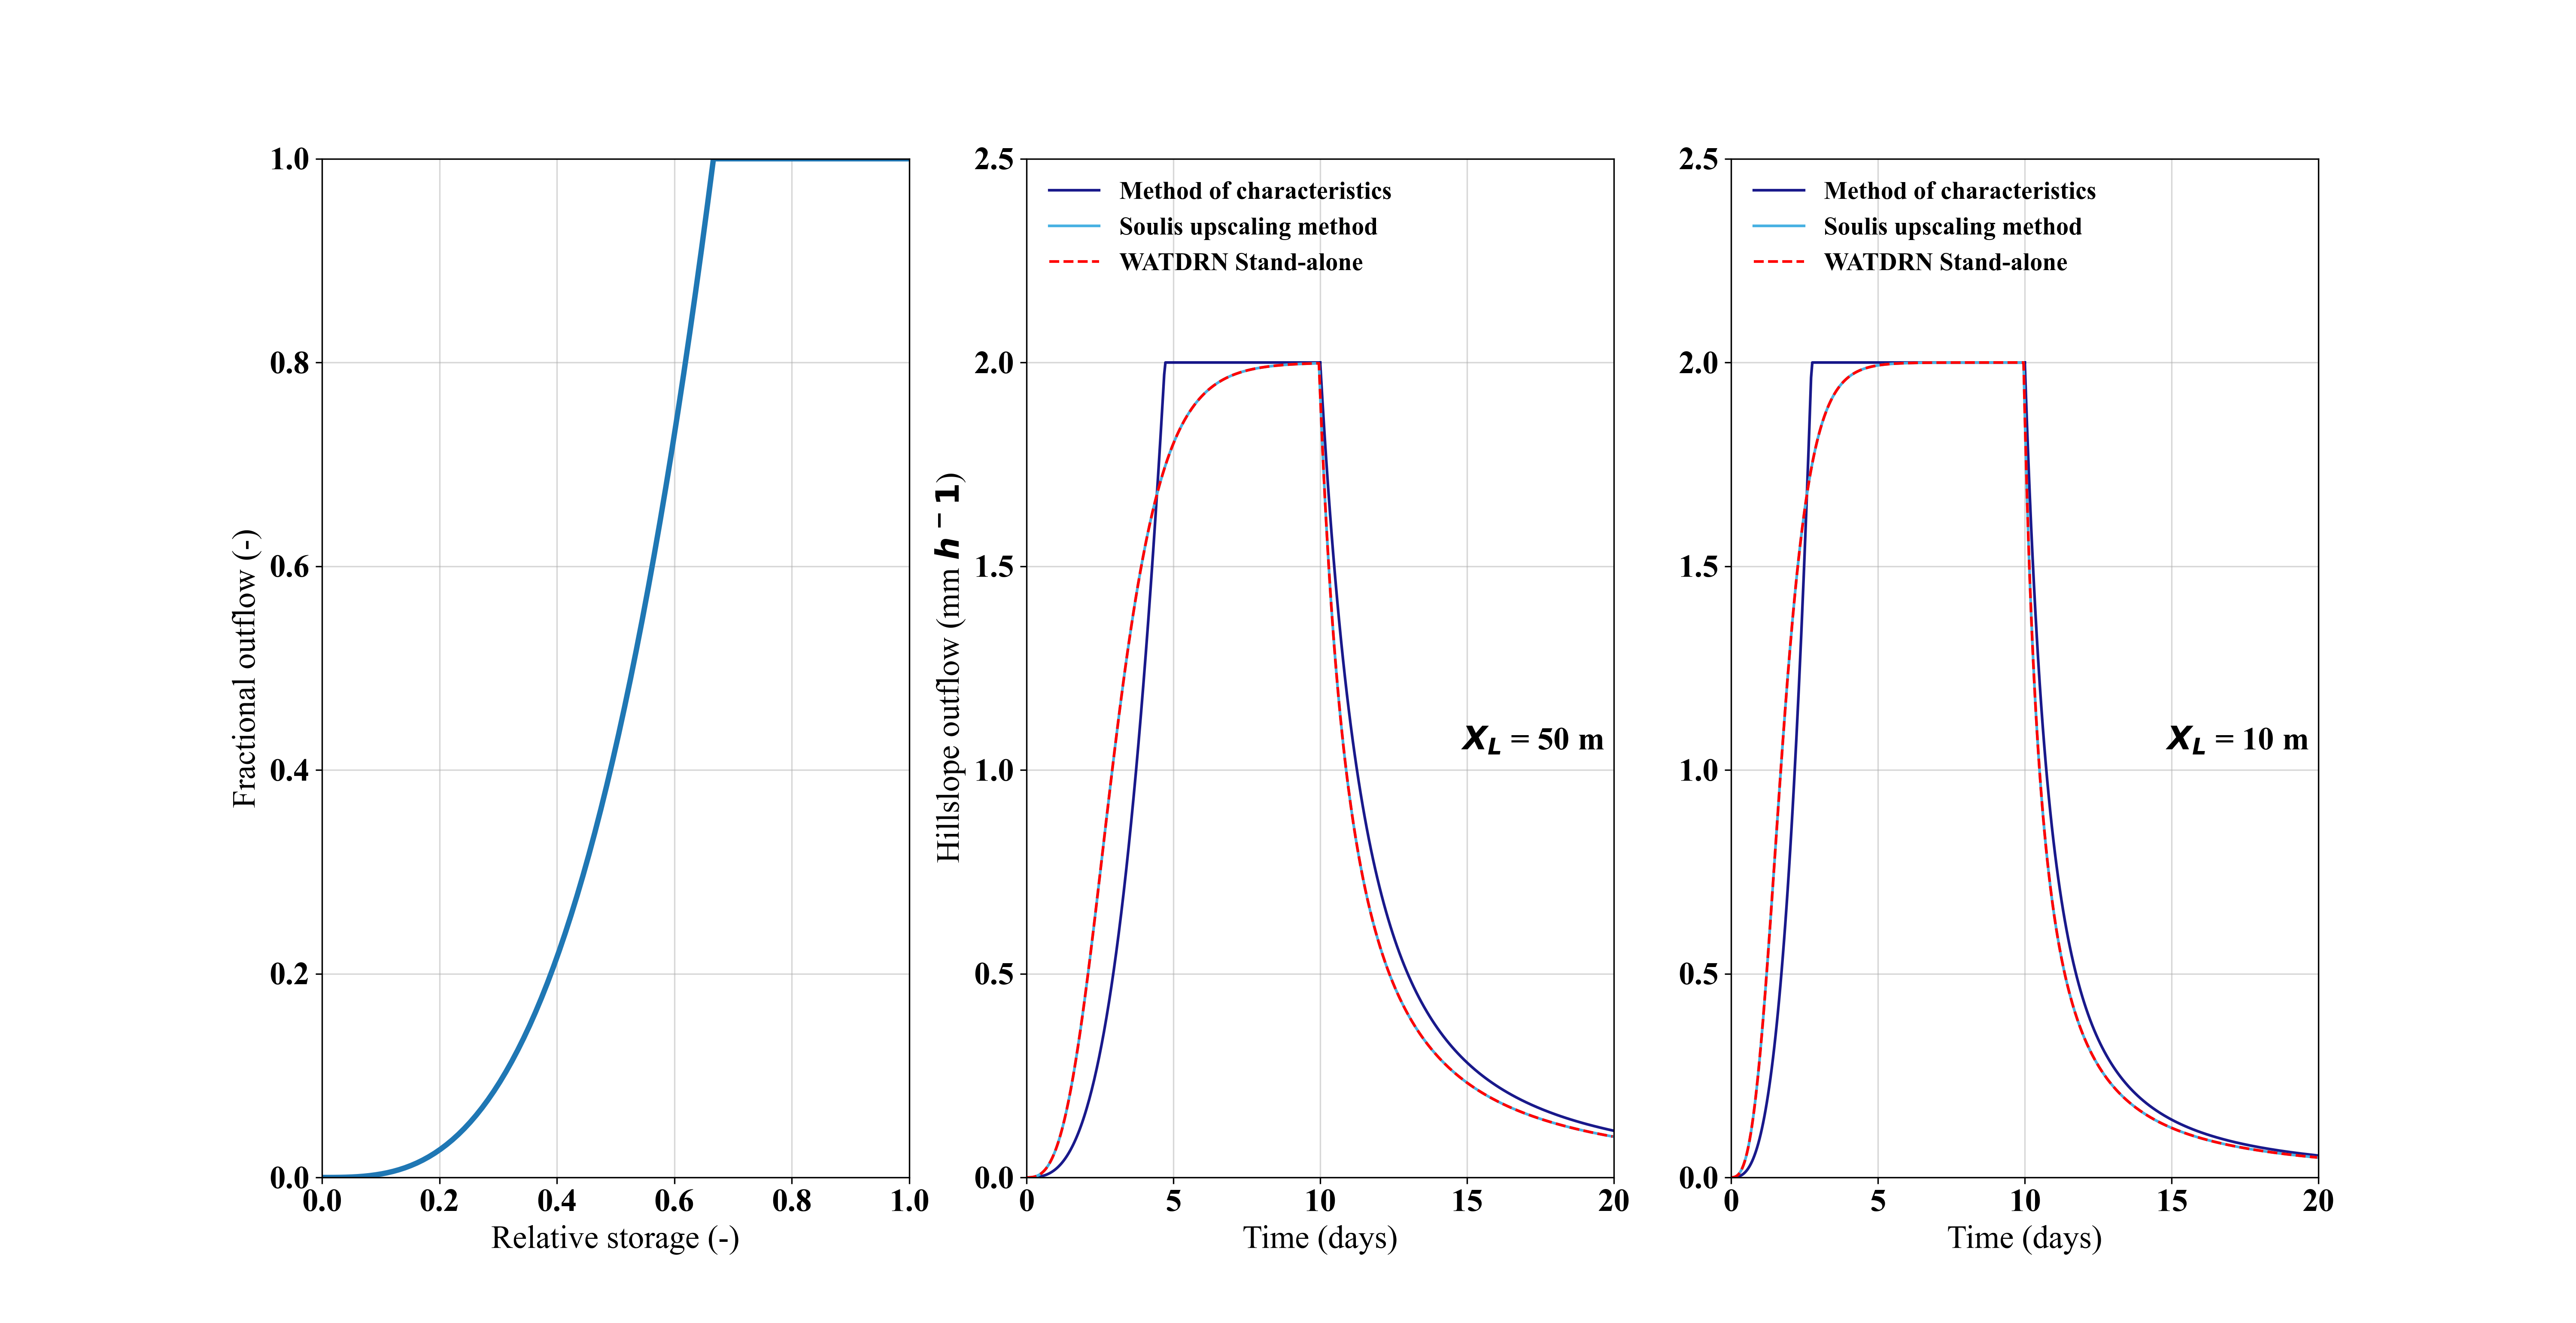 Fractional outflow (-)
1.0
0.8
0.6
0.4
0.2
0.0
0.0 0.2 0.4 0.6 0.8 1.0
Relative storage (-)
Hillslope outflow (mm h − 1)
2.5
2.0
1.5
1.0
0.5
0.0
Method of characteristics
Soulis upscaling method
WATDRN Stand-alone
X_L = 50 m
0 5 10 15 20
Time (days)
2.5
2.0
1.5
1.0
0.5
0.0
Method of characteristics
Soulis upscaling method
WATDRN Stand-alone
X_L = 10 m
0 5 10 15 20
Time (days)